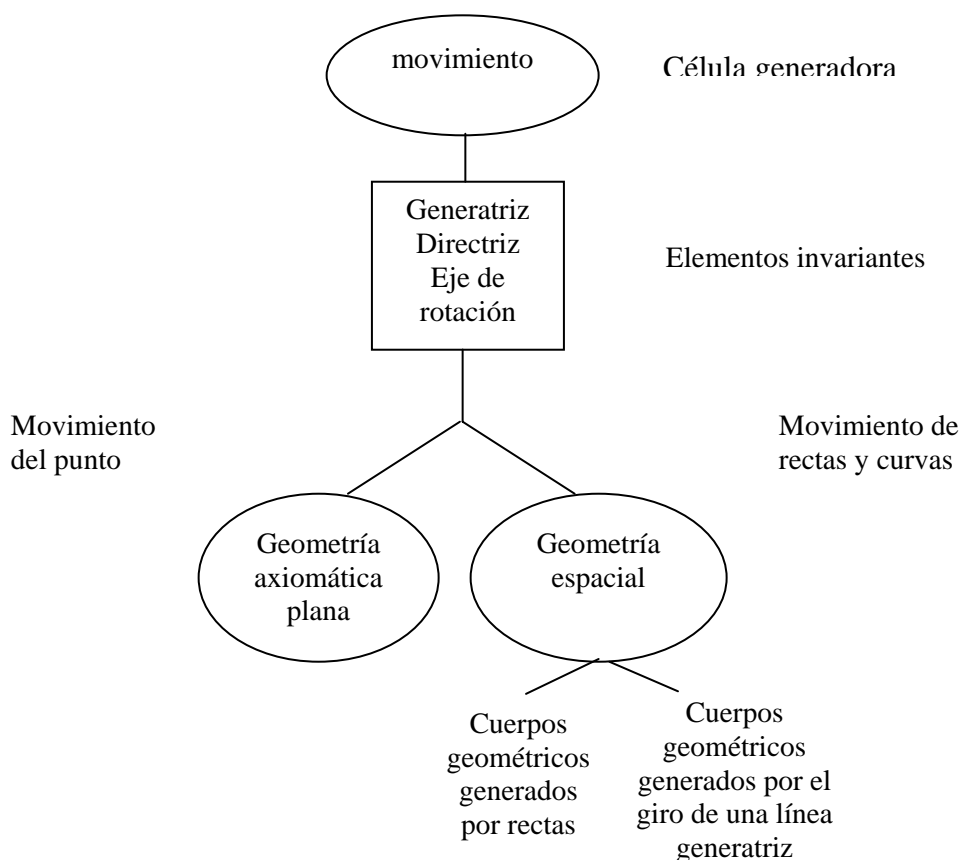 movimiento
Célula generadora
Generatriz
Directriz
Eje de
rotación
Elementos invariantes
Movimiento
del punto
Movimiento de
rectas y curvas
Geometría
axiomática
plana
Geometría
espacial
Cuerpos
geométricos
generados
por rectas
Cuerpos
geométricos
generados por el
giro de una línea
generatriz